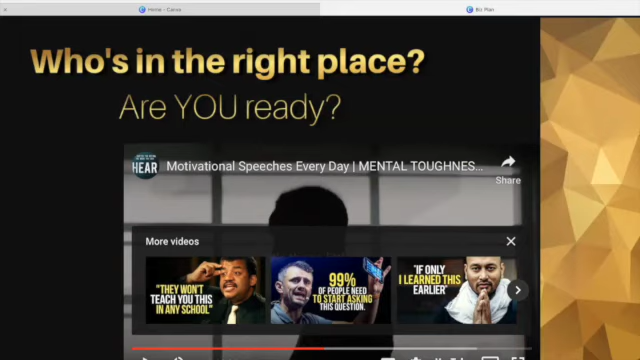 Home - Canva
Biz Plan
Who's in the right place?
Are YOU ready?
HEAR
Motivational Speeches Every Day | MENTAL TOUGHNES...
Share
More videos
"THEY WON'T
TEACH YOU THIS
IN ANY SCHOOL"
99%
OF PEOPLE NEED
TO START ASKING
THIS QUESTION.
"IF ONLY
I LEARNED THIS
EARLIER"